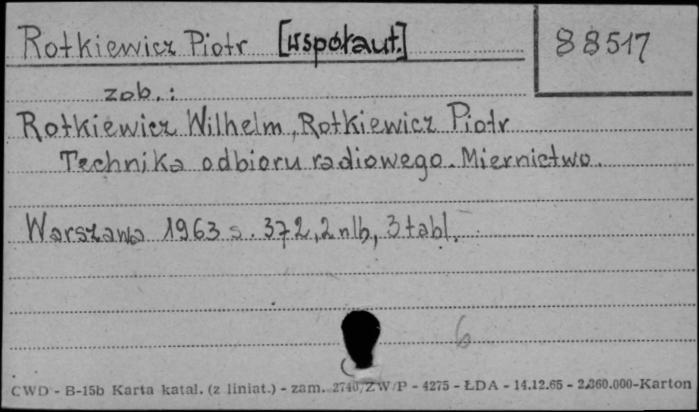 Rotkiewicz Piotr [współaut.]
88517
zob.:
Rotkiewicz Wilhelm, Rotkiewicz Piotr
Technika odbioru radiowego. Miernictwo.
Warszawa 1963 s. 372, 2 nlb, 3 tabl.
6
CWD - B-15b Karta katal. (z liniat.) - zam. 2740/ZW/P - 4275 - ŁDA - 14.12.65 - 2.360.000-Karton